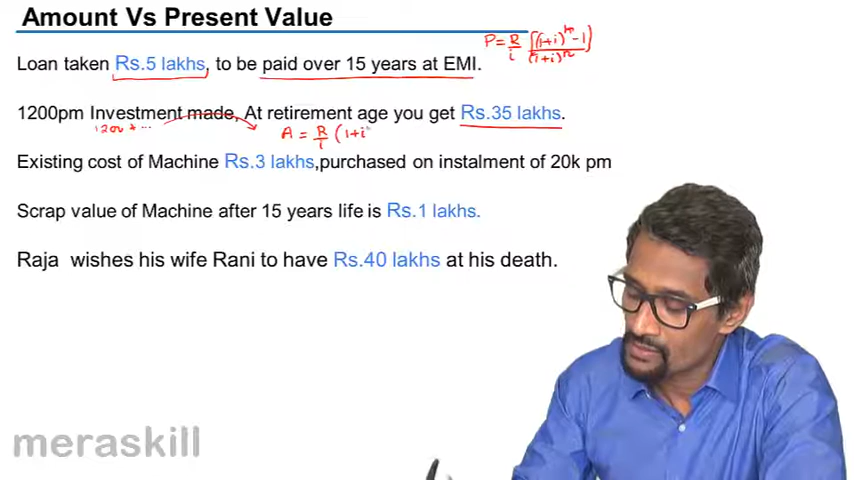 Amount Vs Present Value
P = R/i [(1+i)^n - 1 / (1+i)^n]
Loan taken Rs.5 lakhs, to be paid over 15 years at EMI.
1200pm Investment made, At retirement age you get Rs.35 lakhs.
1200 + ... A = R/i (1+i
Existing cost of Machine Rs.3 lakhs,purchased on instalment of 20k pm
Scrap value of Machine after 15 years life is Rs.1 lakhs.
Raja wishes his wife Rani to have Rs.40 lakhs at his death.
meraskill